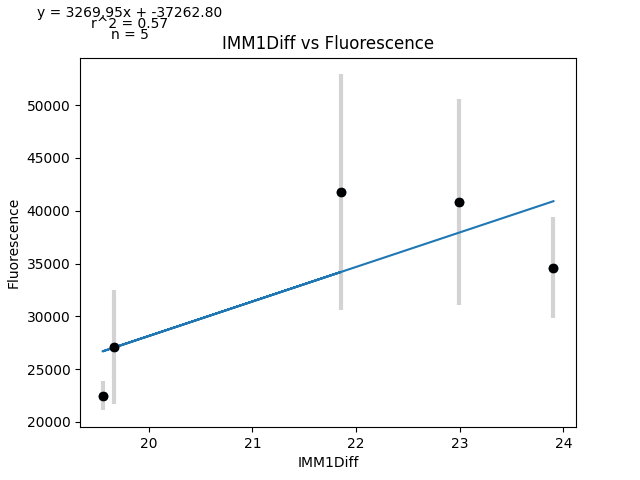 y = 3269.95x + -37262.80
r^2 = 0.57
n = 5
IMM1Diff vs Fluorescence
50000
45000
40000
35000
30000
25000
20000
Fluorescence
20 21 22 23 24
IMM1Diff